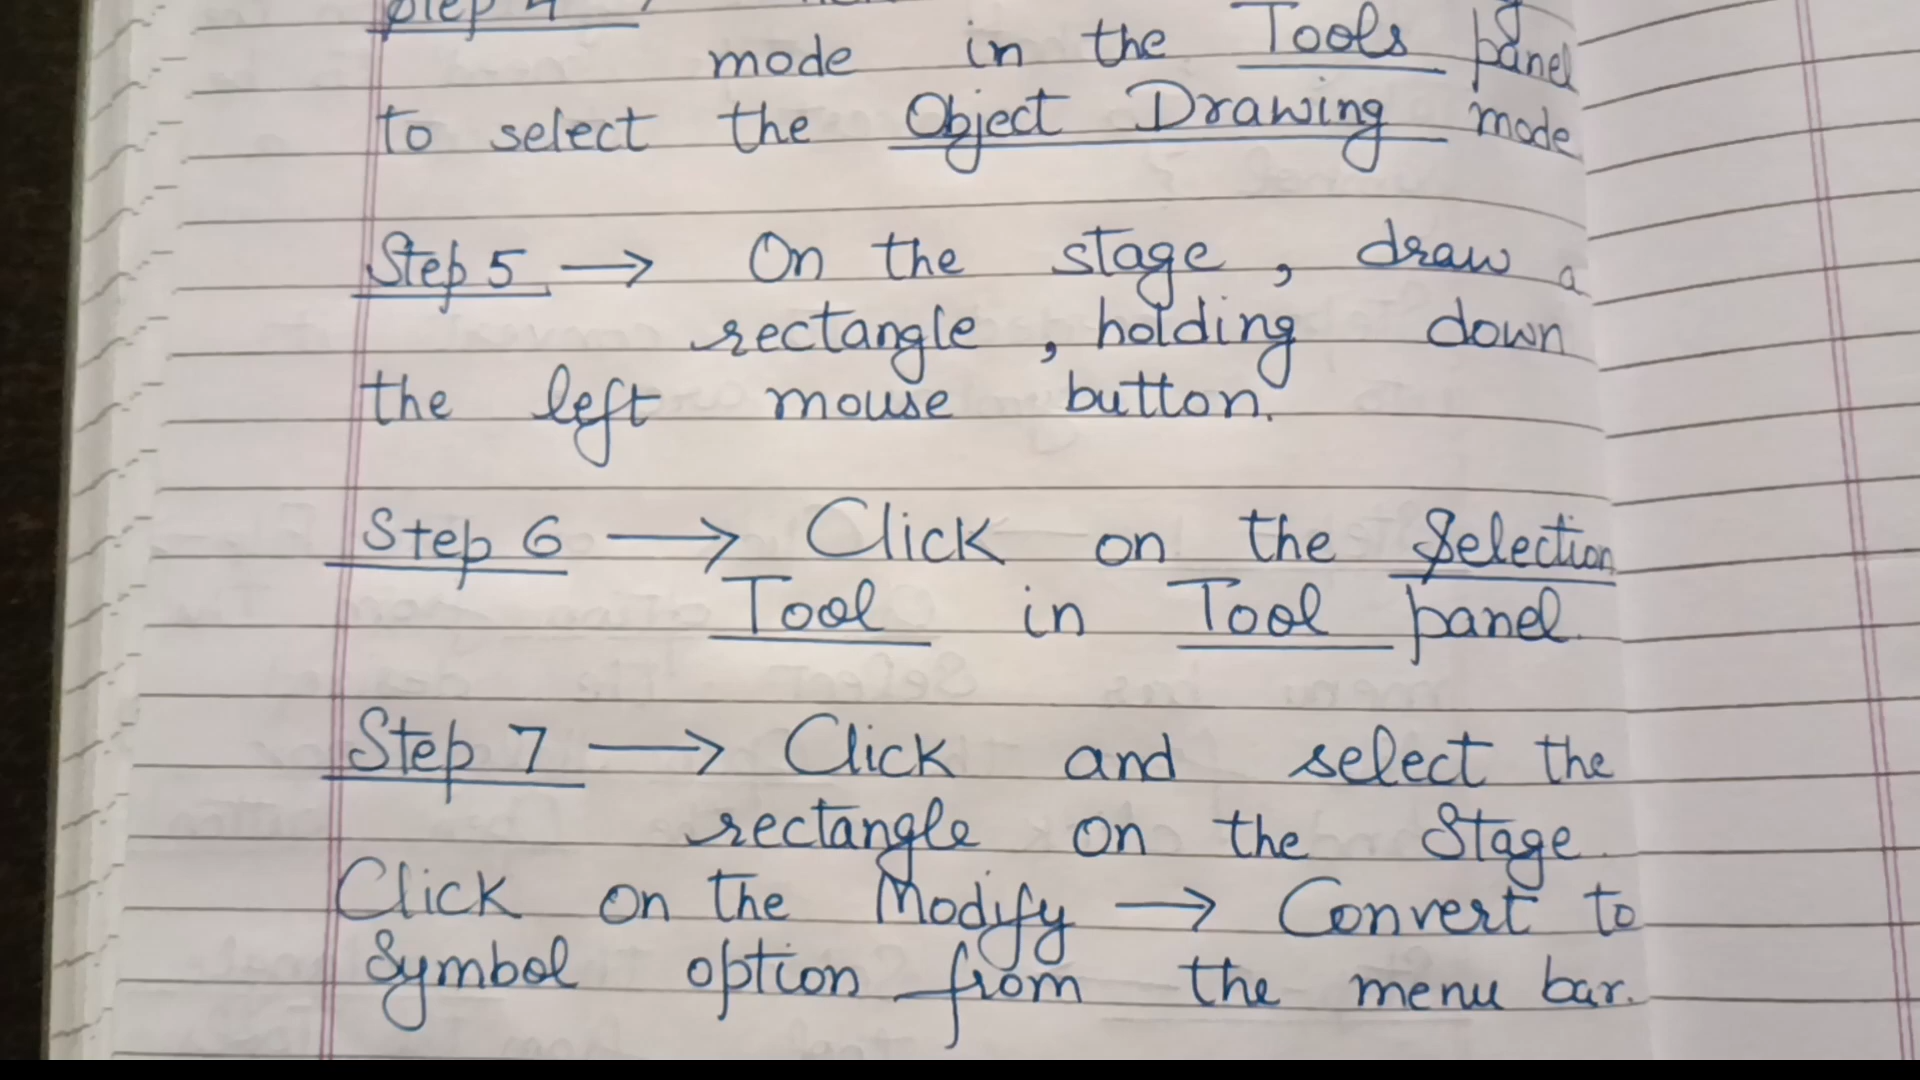 Step 4
mode in the Tools panel
to select the Object Drawing mode
Step 5 → On the stage, draw a
rectangle, holding down
the left mouse button.
Step 6 → Click on the Selection
Tool in Tool panel.
Step 7 → Click and select the
rectangle on the Stage.
Click on the Modify → Convert to
Symbol option from the menu bar.